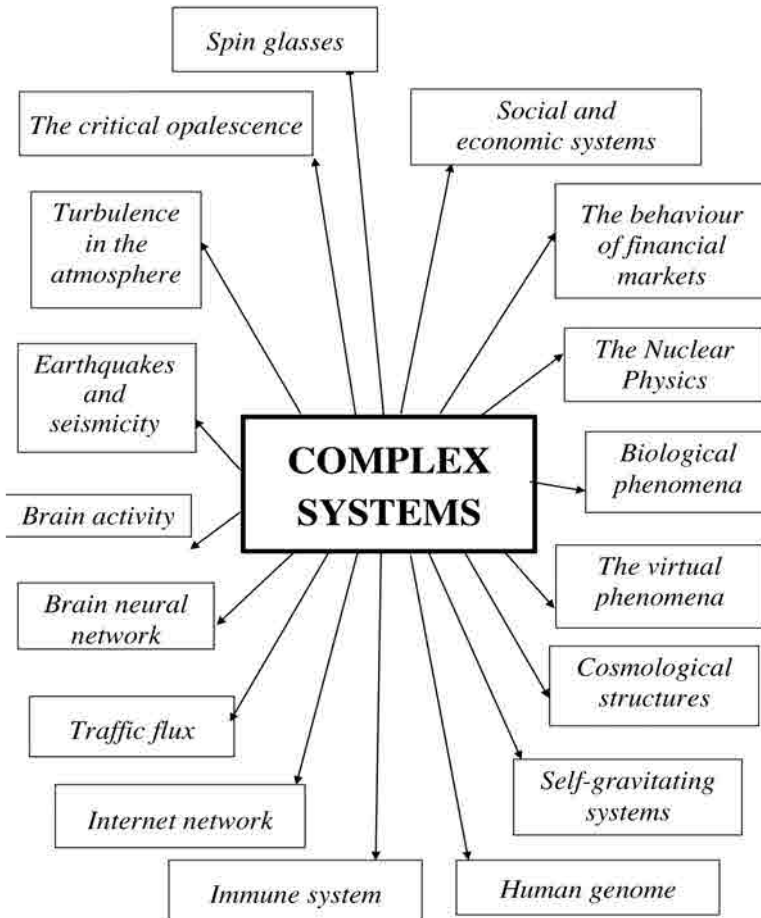 Spin glasses
The critical opalescence
Social and
economic systems
Turbulence
in the
atmosphere
The behaviour
of financial
markets
Earthquakes
and
seismicity
The Nuclear
Physics
COMPLEX
SYSTEMS
Biological
phenomena
Brain activity
The virtual
phenomena
Brain neural
network
Cosmological
structures
Traffic flux
Self-gravitating
systems
Internet network
Immune system
Human genome